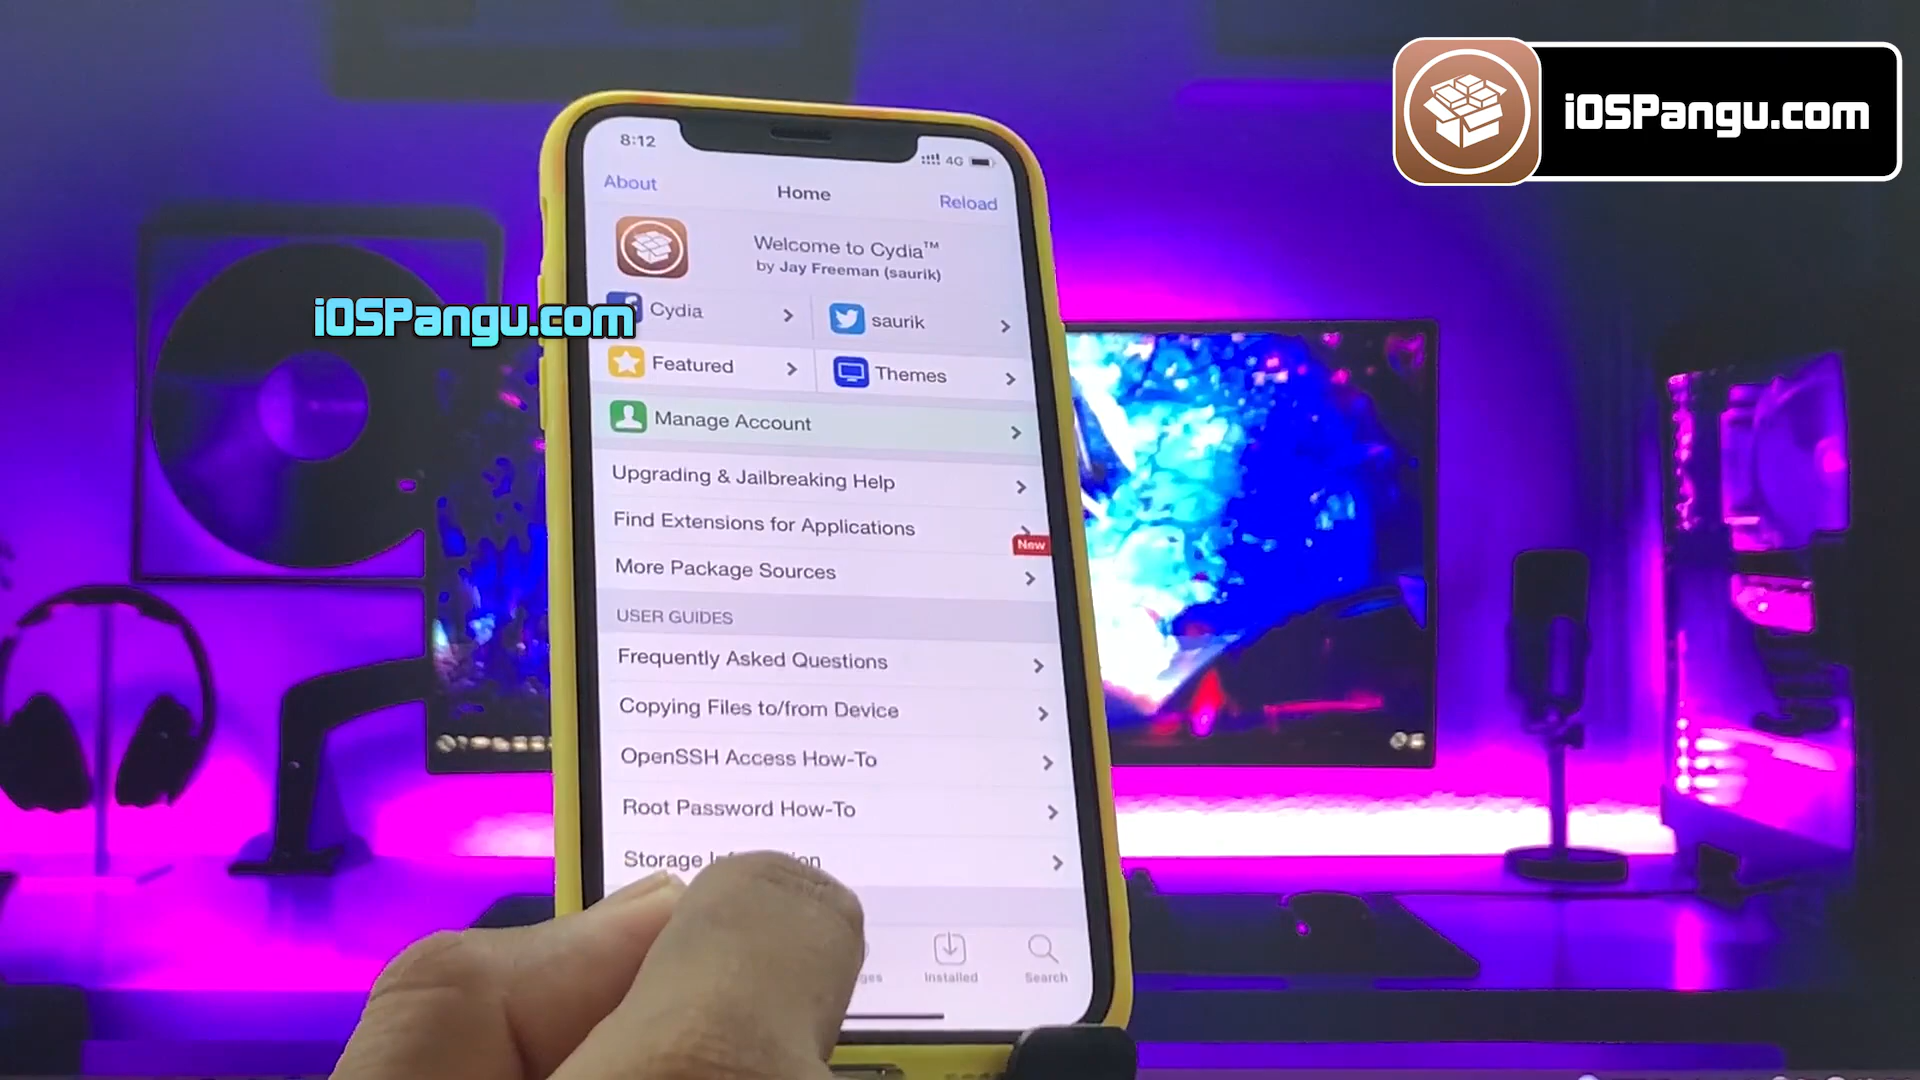 iOSPangu.com
8:12
4G
About
Home
Reload
Welcome to Cydia™
by Jay Freeman (saurik)
iOSPangu.com
Cydia
saurik
Featured
Themes
Manage Account
Upgrading & Jailbreaking Help
Find Extensions for Applications
New
More Package Sources
USER GUIDES
Frequently Asked Questions
Copying Files to/from Device
OpenSSH Access How-To
Root Password How-To
Storage
Installed
Search